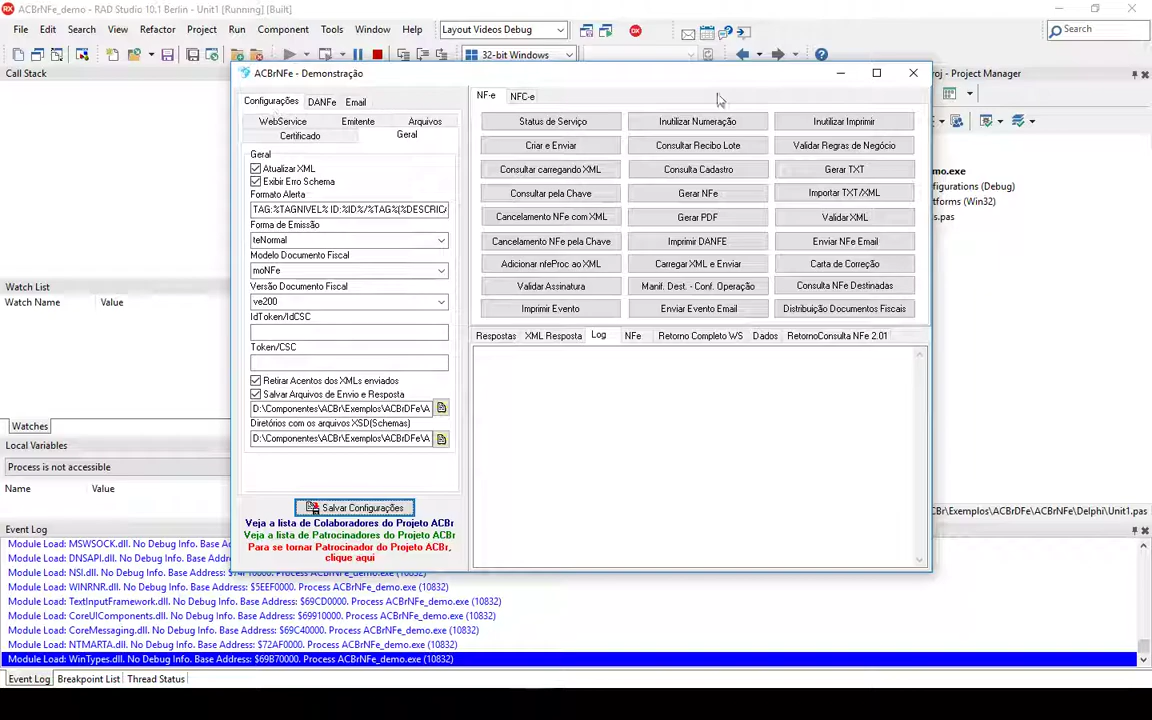 ACBrNFe_demo - RAD Studio 10.1 Berlin - Unit1 [Running] [Built]
File Edit Search View Refactor Project Run Component Tools Window Help
Layout Videos Debug
Search
32-bit Windows
Call Stack
ACBrNFe - Demonstração
oj - Project Manager
Configurações DANFe Email
WebService Emitente Arquivos
Certificado Geral
Geral
Atualizar XML
Exibir Erro Schema
Formato Alerta
TAG:%TAGNIVEL% ID:%ID%/%TAG%(%DESCRIC
Forma de Emissão
teNormal
Modelo Documento Fiscal
moNFe
Versão Documento Fiscal
ve200
IdToken/IdCSC
Token/CSC
Retirar Acentos dos XMLs enviados
Salvar Arquivos de Envio e Resposta
D:\Componentes\ACBr\Exemplos\ACBrDFe\A
Diretórios com os arquivos XSD(Schemas)
D:\Componentes\ACBr\Exemplos\ACBrDFe\A
Salvar Configurações
Veja a lista de Colaboradores do Projeto ACBr
Veja a lista de Patrocinadores do Projeto ACBr
Para se tornar Patrocinador do Projeto ACBr,
clique aqui
NF-e NFC-e
Status de Serviço Inutilizar Numeração Inutilizar Imprimir
Criar e Enviar Consultar Recibo Lote Validar Regras de Negócio
Consultar carregando XML Consulta Cadastro Gerar TXT
Consultar pela Chave Gerar NFe Importar TXT/XML
Cancelamento NFe com XML Gerar PDF Validar XML
Cancelamento NFe pela Chave Imprimir DANFE Enviar NFe Email
Adicionar nfeProc ao XML Carregar XML e Enviar Carta de Correção
Validar Assinatura Manif. Dest. - Conf. Operação Consulta NFe Destinadas
Imprimir Evento Enviar Evento Email Distribuição Documentos Fiscais
Respostas XML Resposta Log NFe Retorno Completo WS Dados RetornoConsulta NFe 2.01
mo.exe
figurations (Debug)
tforms (Win32)
s.pas
Watch List
Watch Name Value
Watches
Local Variables
Process is not accessible
Name Value
Br/Exemplos/ACBrDFe/ACBrNFe/Delphi/Unit1.pas
Event Log
Module Load: MSWSOCK.dll. No Debug Info. Base A
Module Load: DNSAPI.dll. No Debug Info. Base Addr
Module Load: NSI.dll. No Debug Info. Base Address:
Module Load: WINRNR.dll. No Debug Info. Base Address: $5EEF0000. Process ACBrNFe_demo.exe (10832)
Module Load: TextInputFramework.dll. No Debug Info. Base Address: $69CD0000. Process ACBrNFe_demo.exe (10832)
Module Load: CoreUIComponents.dll. No Debug Info. Base Address: $69910000. Process ACBrNFe_demo.exe (10832)
Module Load: CoreMessaging.dll. No Debug Info. Base Address: $69C40000. Process ACBrNFe_demo.exe (10832)
Module Load: NTMARTA.dll. No Debug Info. Base Address: $72AF0000. Process ACBrNFe_demo.exe (10832)
Module Load: WinTypes.dll. No Debug Info. Base Address: $69B70000. Process ACBrNFe_demo.exe (10832)
Event Log Breakpoint List Thread Status